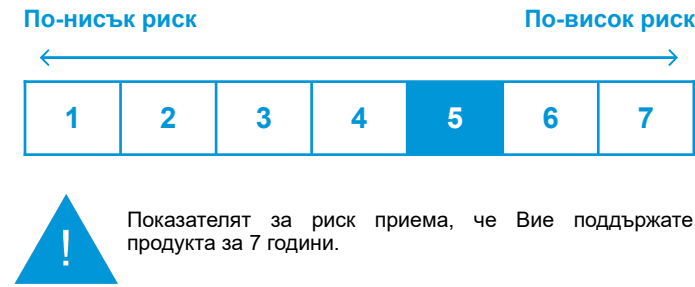 По-нисък риск По-висок риск
1 2 3 4 5 6 7
Показателят за риск приема, че Вие поддържате
продукта за 7 години.
!